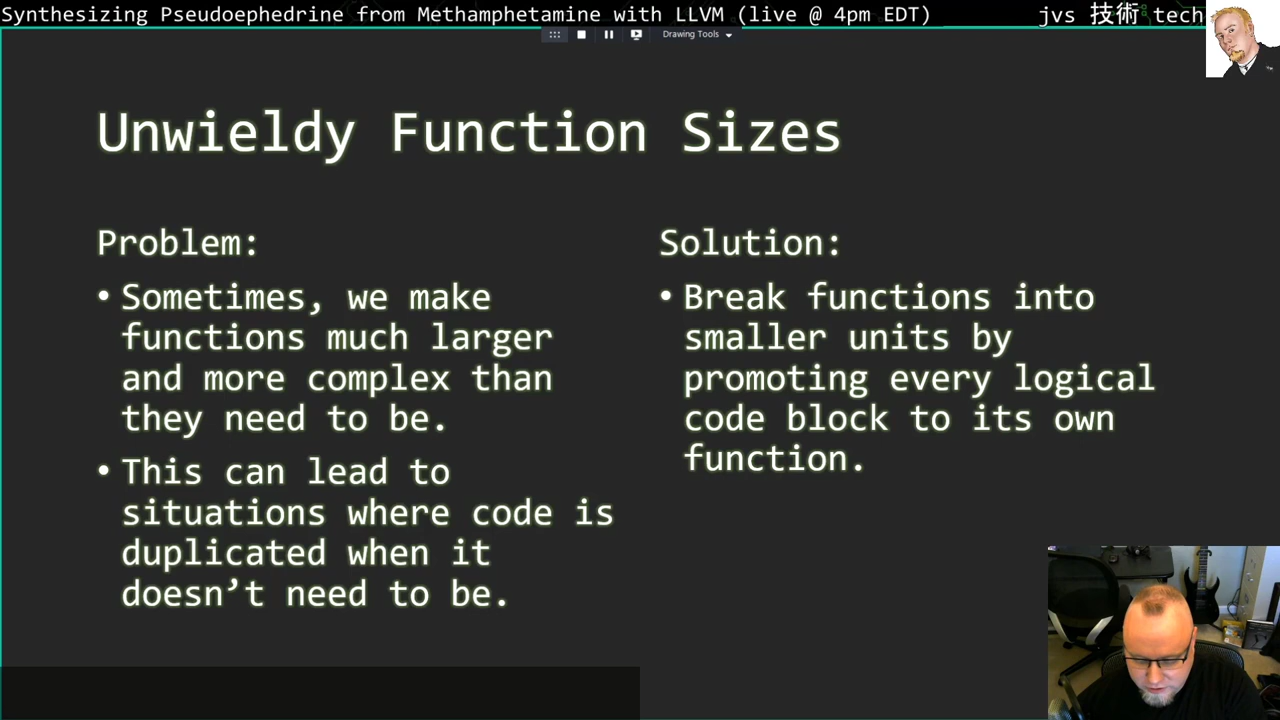 Synthesizing Pseudoephedrine from Methamphetamine with LLVM (live @ 4pm EDT)
jvs 技術 tech
Drawing Tools
Unwieldy Function Sizes
Problem:
• Sometimes, we make
functions much larger
and more complex than
they need to be.
• This can lead to
situations where code is
duplicated when it
doesn’t need to be.
Solution:
• Break functions into
smaller units by
promoting every logical
code block to its own
function.